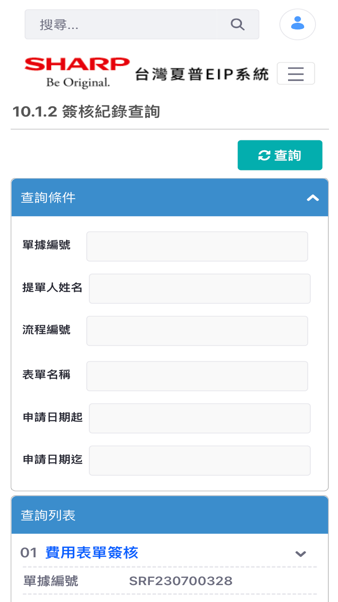 搜尋...
SHARP
Be Original.
台灣夏普EIP系統
10.1.2 簽核紀錄查詢
查詢
查詢條件
單據編號
提單人姓名
流程編號
表單名稱
申請日期起
申請日期迄
查詢列表
01 費用表單簽核
單據編號 SRF230700328